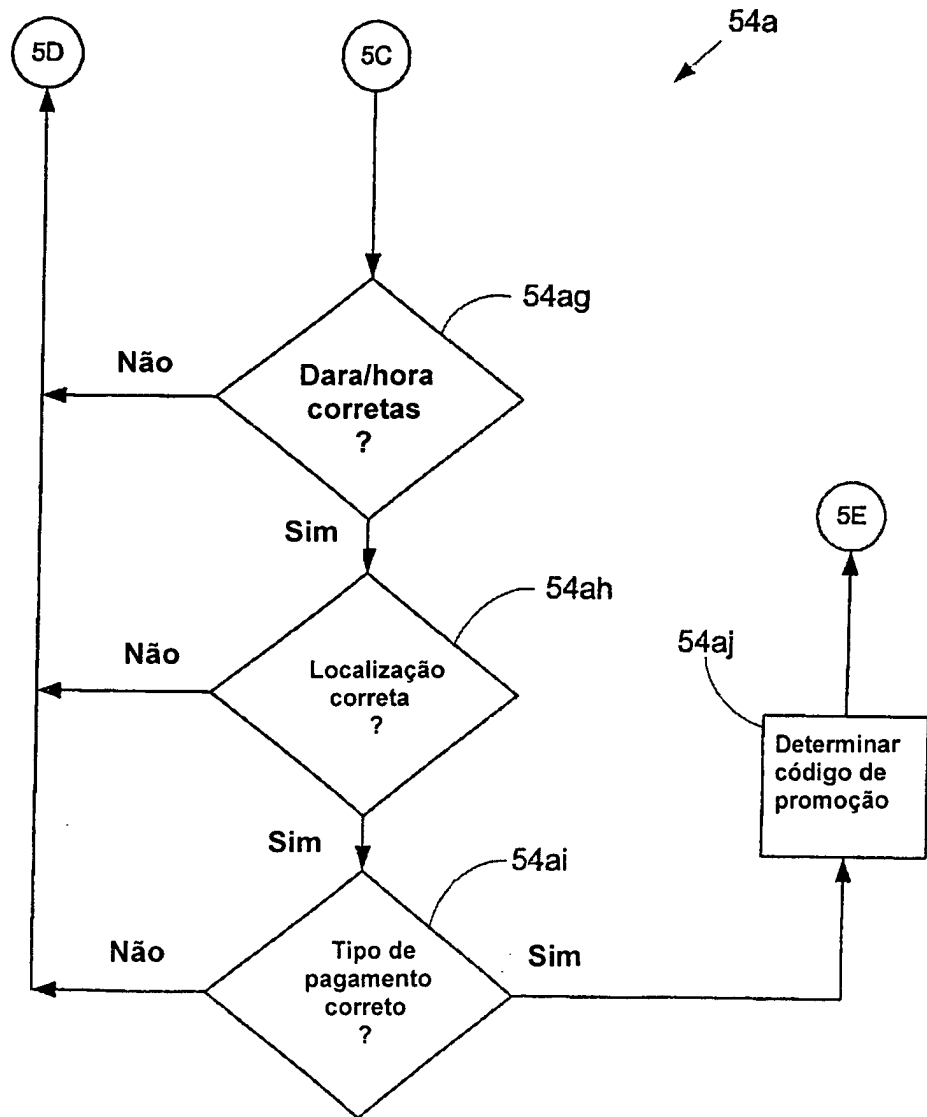 54a
5D
5C
54ag
Não
Dara/hora
corretas
?
Sim
5E
54ah
Não
Localização
correta
?
54aj
Determinar
código de
promoção
Sim
54ai
Não
Tipo de
pagamento
correto
?
Sim